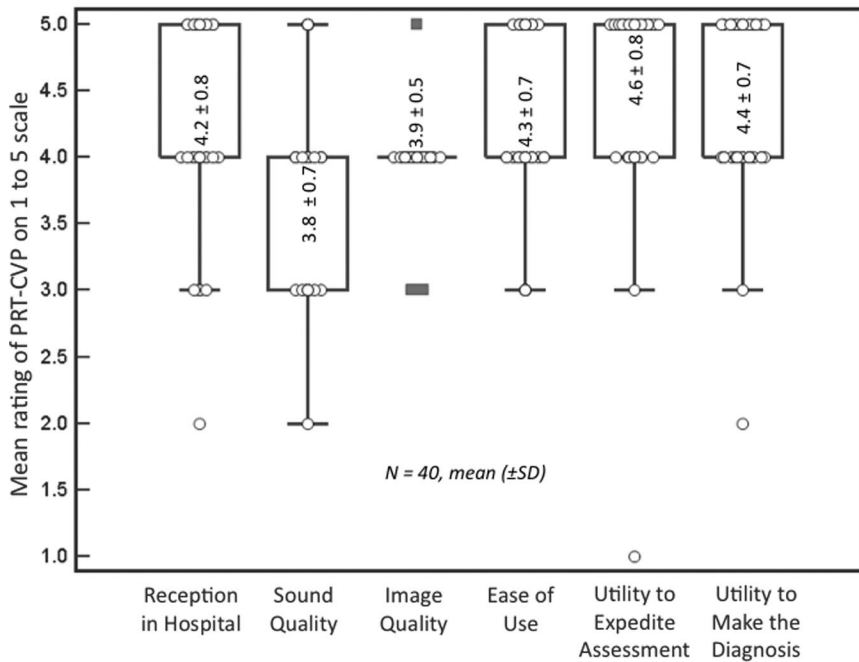 Mean rating of PRT-CVP on 1 to 5 scale
5.0
4.5
4.0
3.5
3.0
2.5
2.0
1.5
1.0
4.2 ± 0.8
3.8 ± 0.7
3.9 ± 0.5
4.3 ± 0.7
4.6 ± 0.8
4.4 ± 0.7
N = 40, mean (±SD)
Reception
in Hospital
Sound
Quality
Image
Quality
Ease of
Use
Utility to
Expedite
Assessment
Utility to
Make the
Diagnosis